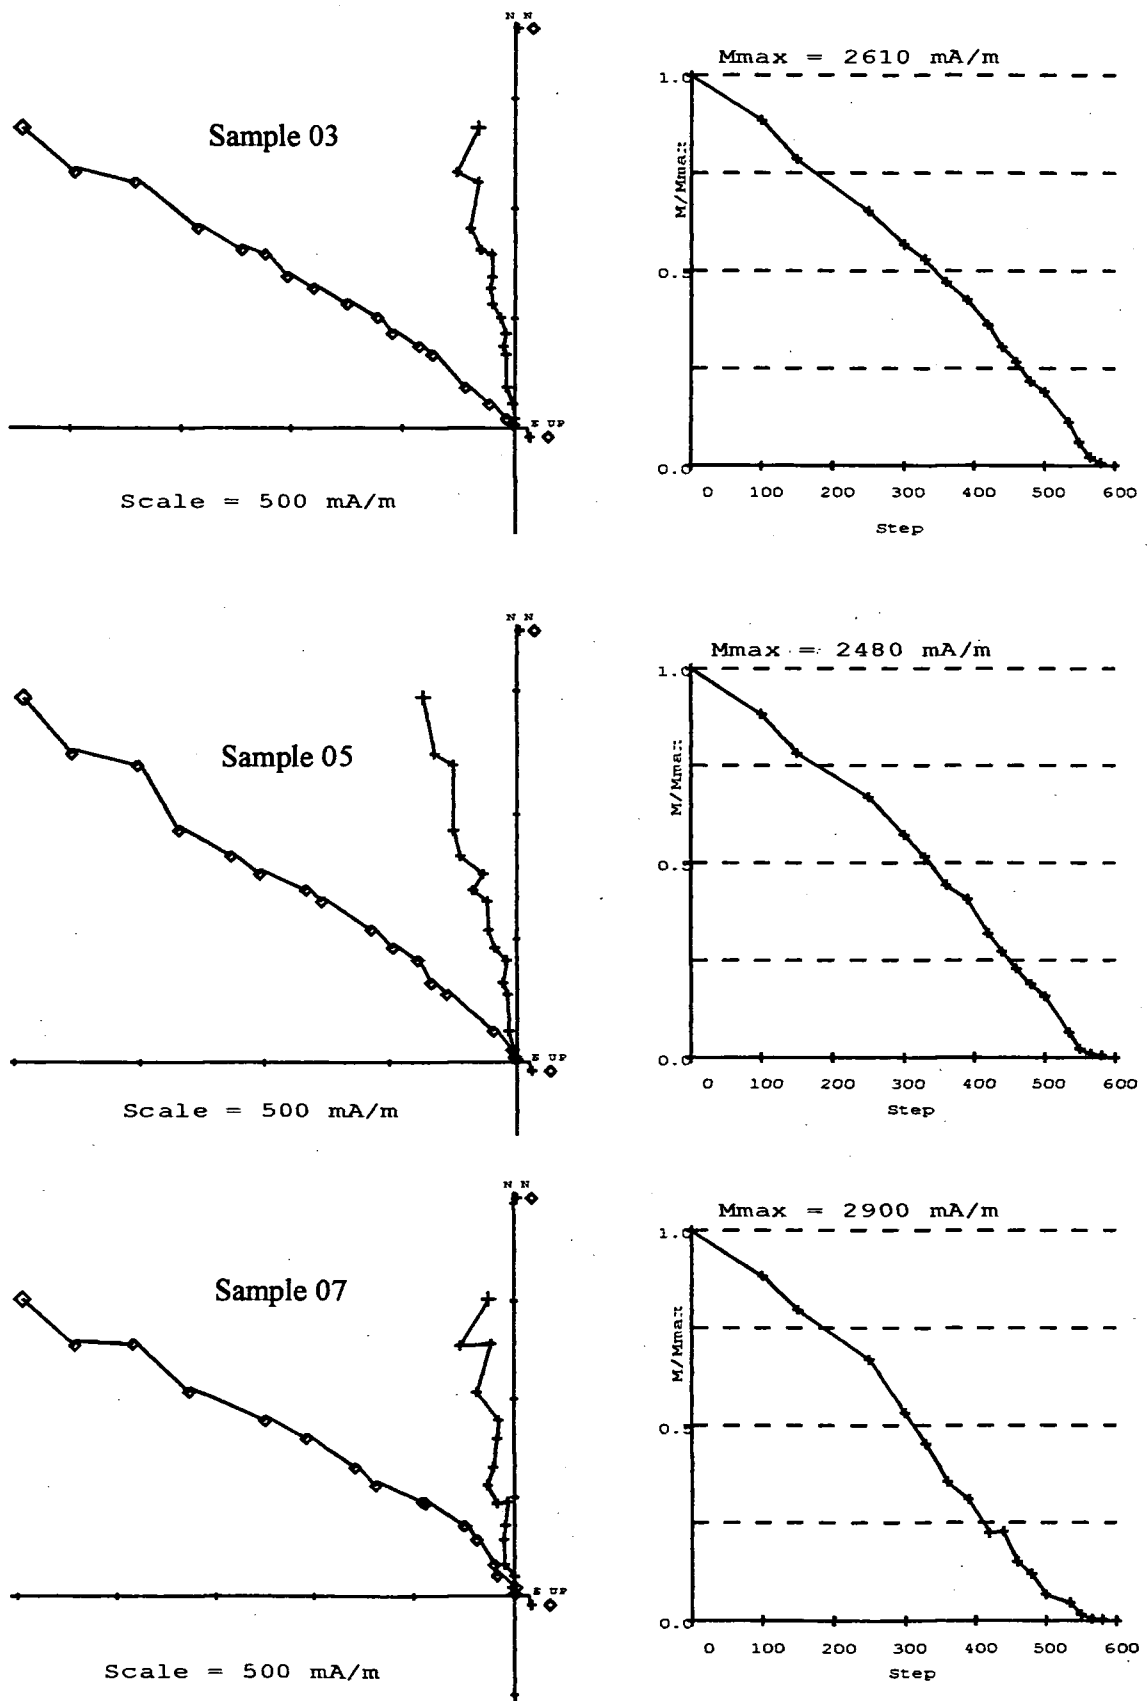 N N
Sample 03
E UP
Scale = 500 mA/m
Mmax = 2610 mA/m
1.0
M/Mmax
0.5
0.0
0 100 200 300 400 500 600
Step
N N
Sample 05
E UP
Scale = 500 mA/m
Mmax = 2480 mA/m
1.0
M/Mmax
0.5
0.0
0 100 200 300 400 500 600
Step
N N
Sample 07
E UP
Scale = 500 mA/m
Mmax = 2900 mA/m
1.0
M/Mmax
0.5
0.0
0 100 200 300 400 500 600
Step